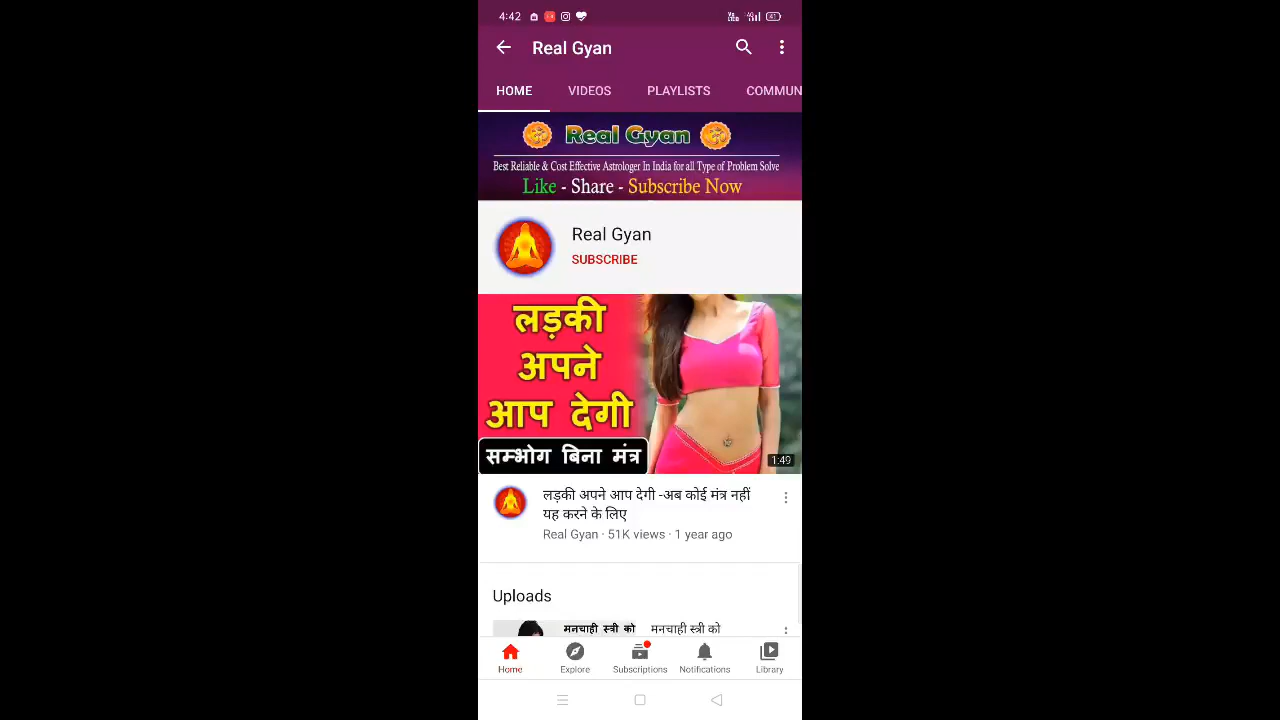 4:42
Real Gyan
HOME VIDEOS PLAYLISTS COMMUN
Real Gyan
Best Reliable & Cost Effective Astrologer In India for all Type of Problem Solve
Like - Share - Subscribe Now
Real Gyan
SUBSCRIBE
लड़की
अपने
आप देगी
सम्भोग बिना मंत्र
1:49
लड़की अपने आप देगी -अब कोई मंत्र नहीं
यह करने के लिए
Real Gyan · 51K views · 1 year ago
Uploads
मनचाही स्त्री को
मनचाही स्त्री को
Home Explore Subscriptions Notifications Library